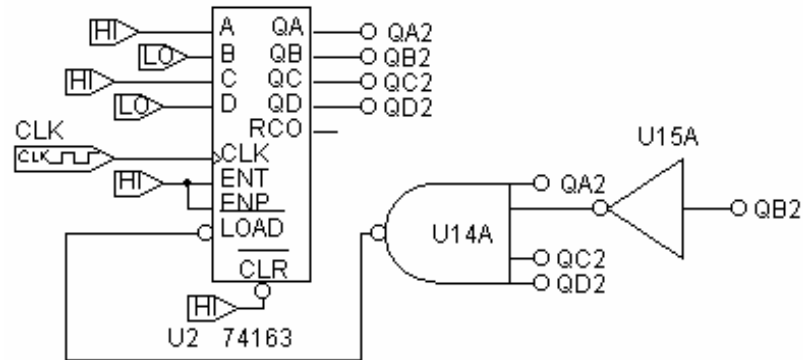 HI A QA QA2
LO B QB QB2
HI C QC QC2
LO D QD QD2
RCO
CLK
CLK CLK
HI ENT
ENP
LOAD
CLR
HI
U2 74163
U15A
QA2
QB2
U14A
QC2
QD2